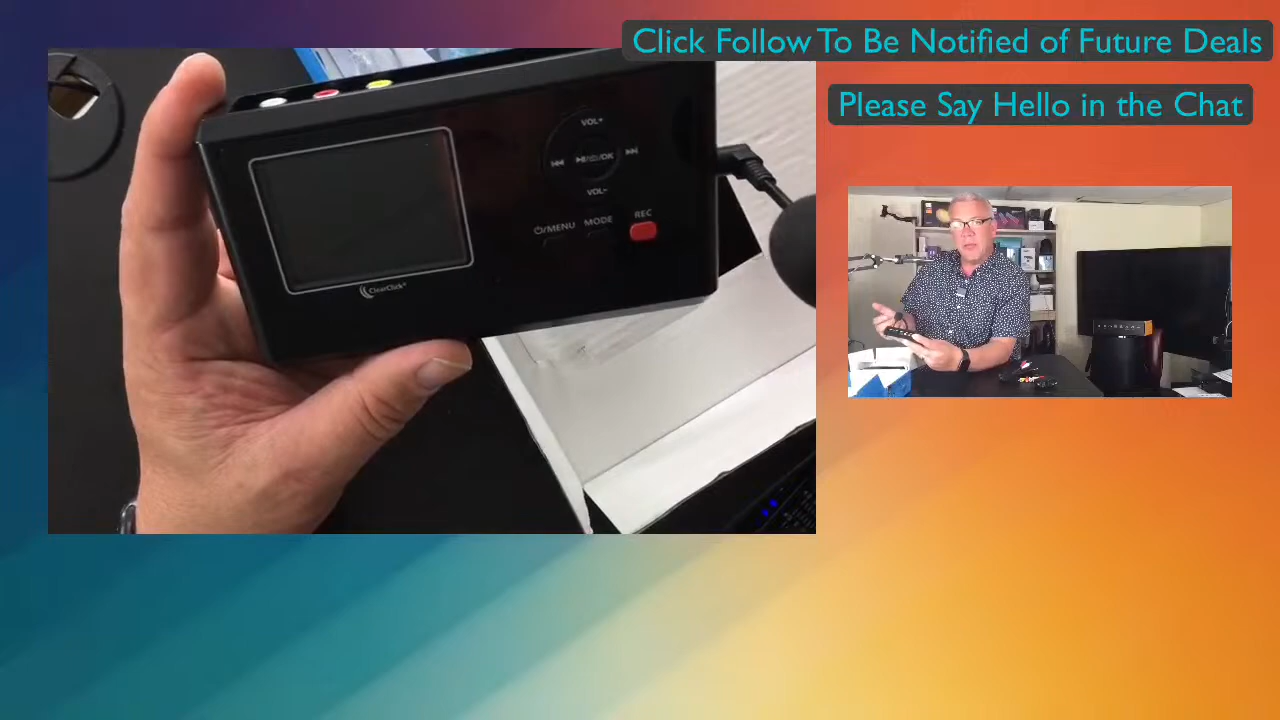 Click Follow To Be Notified of Future Deals
Please Say Hello in the Chat
VOL+
/OK
VOL-
/MENU MODE REC
ClearClick®